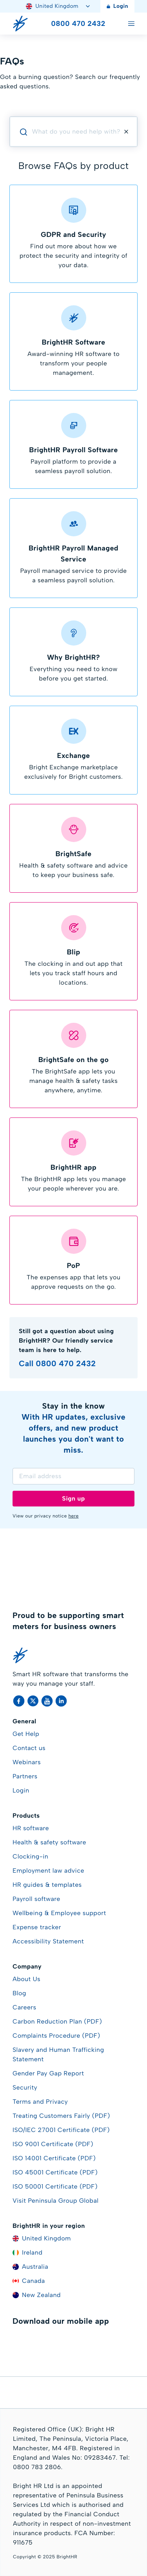 United Kingdom
Login
0800 470 2432
FAQs
Got a burning question? Search our frequently
asked questions.
What do you need help with?
Browse FAQs by product
GDPR and Security
Find out more about how we
protect the security and integrity of
your data.
BrightHR Software
Award-winning HR software to
transform your people
management.
BrightHR Payroll Software
Payroll platform to provide a
seamless payroll solution.
BrightHR Payroll Managed
Service
Payroll managed service to provide
a seamless payroll solution.
Why BrightHR?
Everything you need to know
before you get started.
Exchange
Bright Exchange marketplace
exclusively for Bright customers.
BrightSafe
Health & safety software and advice
to keep your business safe.
Blip
The clocking in and out app that
lets you track staff hours and
locations.
BrightSafe on the go
The BrightSafe app lets you
manage health & safety tasks
anywhere, anytime.
BrightHR app
The BrightHR app lets you manage
your people wherever you are.
PoP
The expenses app that lets you
approve requests on the go.
Still got a question about using
BrightHR? Our friendly service
team is here to help.
Call 0800 470 2432
Stay in the know
With HR updates, exclusive
offers, and new product
launches you don't want to
miss.
Email address
Sign up
View our privacy notice here
Proud to be supporting smart
meters for business owners
Smart HR software that transforms the
way you manage your staff.
General
Get Help
Contact us
Webinars
Partners
Login
Products
HR software
Health & safety software
Clocking-in
Employment law advice
HR guides & templates
Payroll software
Wellbeing & Employee support
Expense tracker
Accessibility Statement
Company
About Us
Blog
Careers
Carbon Reduction Plan (PDF)
Complaints Procedure (PDF)
Slavery and Human Trafficking
Statement
Gender Pay Gap Report
Security
Terms and Privacy
Treating Customers Fairly (PDF)
ISO/IEC 27001 Certificate (PDF)
ISO 9001 Certificate (PDF)
ISO 14001 Certificate (PDF)
ISO 45001 Certificate (PDF)
ISO 50001 Certificate (PDF)
Visit Peninsula Group Global
BrightHR in your region
United Kingdom
Ireland
Australia
Canada
New Zealand
Download our mobile app
Registered Office (UK): Bright HR
Limited, The Peninsula, Victoria Place,
Manchester, M4 4FB. Registered in
England and Wales No: 09283467. Tel:
0800 783 2806.
Bright HR Ltd is an appointed
representative of Peninsula Business
Services Ltd which is authorised and
regulated by the Financial Conduct
Authority in respect of non-investment
insurance products. FCA Number:
911675
Copyright © 2025 BrightHR